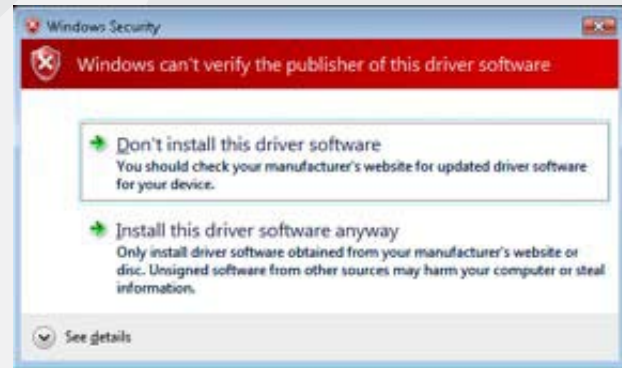 Windows Security
Windows can't verify the publisher of this driver software
Don't install this driver software
You should check your manufacturer's website for updated driver software
for your device.
Install this driver software anyway
Only install driver software obtained from your manufacturer's website or
disc. Unsigned software from other sources may harm your computer or steal
information.
See details